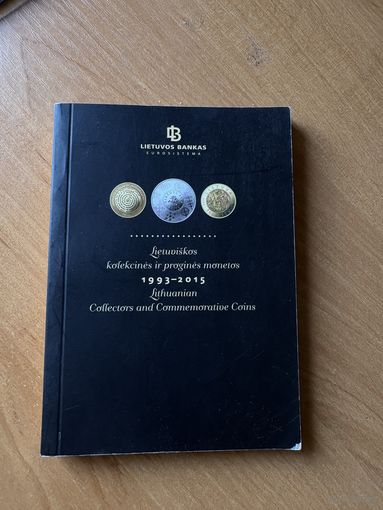 LIETUVOS BANKAS
EUROSISTEMA
Lietuviškos
kolekcinės ir proginės monetos
1993–2015
Lithuanian
Collectors and Commemorative Coins